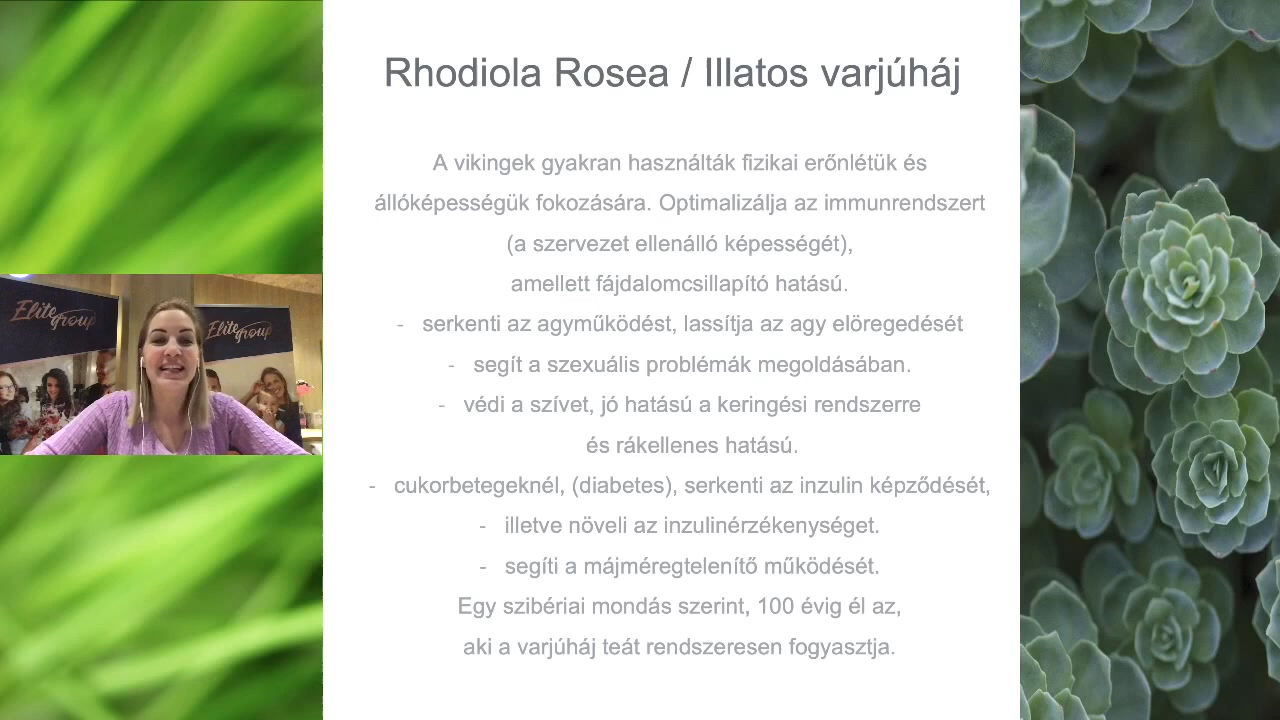 Rhodiola Rosea / Illatos varjúháj
A vikingek gyakran használták fizikai erőnlétük és
állóképességük fokozására. Optimalizálja az immunrendszert
(a szervezet ellenálló képességét),
amellett fájdalomcsillapító hatású.
- serkenti az agyműködést, lassítja az agy elöregedését
- segít a szexuális problémák megoldásában.
- védi a szívet, jó hatású a keringési rendszerre
és rákellenes hatású.
- cukorbetegeknél, (diabetes), serkenti az inzulin képződését,
- illetve növeli az inzulinérzékenységet.
- segíti a májméregtelenítő működését.
Egy szibériai mondás szerint, 100 évig él az,
aki a varjúháj teát rendszeresen fogyasztja.
Elite group
Elite group